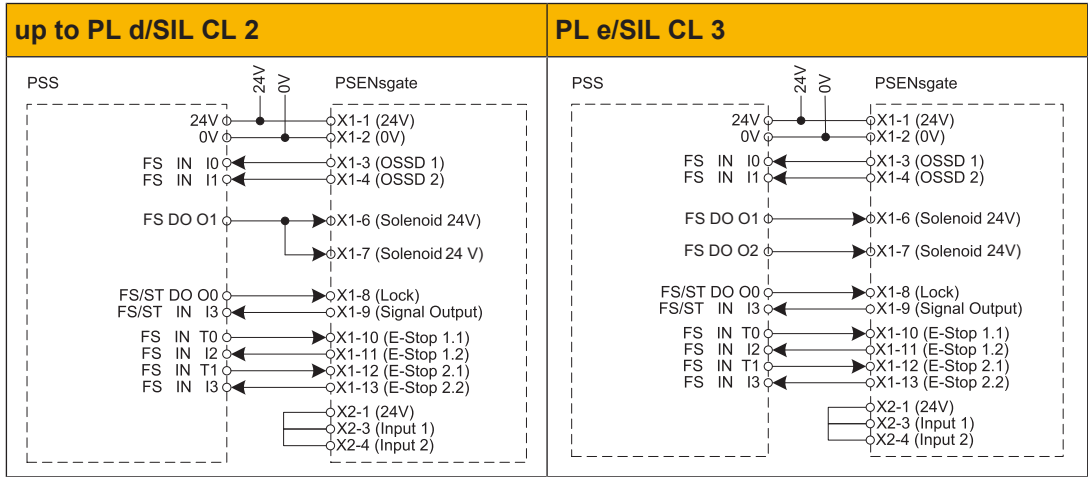 up to PL d/SIL CL 2
PSS
24V
0V
PSENsgate
24V
X1-1 (24V)
0V
X1-2 (0V)
FS IN I0
X1-3 (OSSD 1)
FS IN I1
X1-4 (OSSD 2)
FS DO O1
X1-6 (Solenoid 24V)
X1-7 (Solenoid 24 V)
FS/ST DO O0
X1-8 (Lock)
FS/ST IN I3
X1-9 (Signal Output)
FS IN T0
X1-10 (E-Stop 1.1)
FS IN I2
X1-11 (E-Stop 1.2)
FS IN T1
X1-12 (E-Stop 2.1)
FS IN I3
X1-13 (E-Stop 2.2)
X2-1 (24V)
X2-3 (Input 1)
X2-4 (Input 2)
PL e/SIL CL 3
PSS
24V
0V
PSENsgate
24V
X1-1 (24V)
0V
X1-2 (0V)
FS IN I0
X1-3 (OSSD 1)
FS IN I1
X1-4 (OSSD 2)
FS DO O1
X1-6 (Solenoid 24V)
FS DO O2
X1-7 (Solenoid 24V)
FS/ST DO O0
X1-8 (Lock)
FS/ST IN I3
X1-9 (Signal Output)
FS IN T0
X1-10 (E-Stop 1.1)
FS IN I2
X1-11 (E-Stop 1.2)
FS IN T1
X1-12 (E-Stop 2.1)
FS IN I3
X1-13 (E-Stop 2.2)
X2-1 (24V)
X2-3 (Input 1)
X2-4 (Input 2)